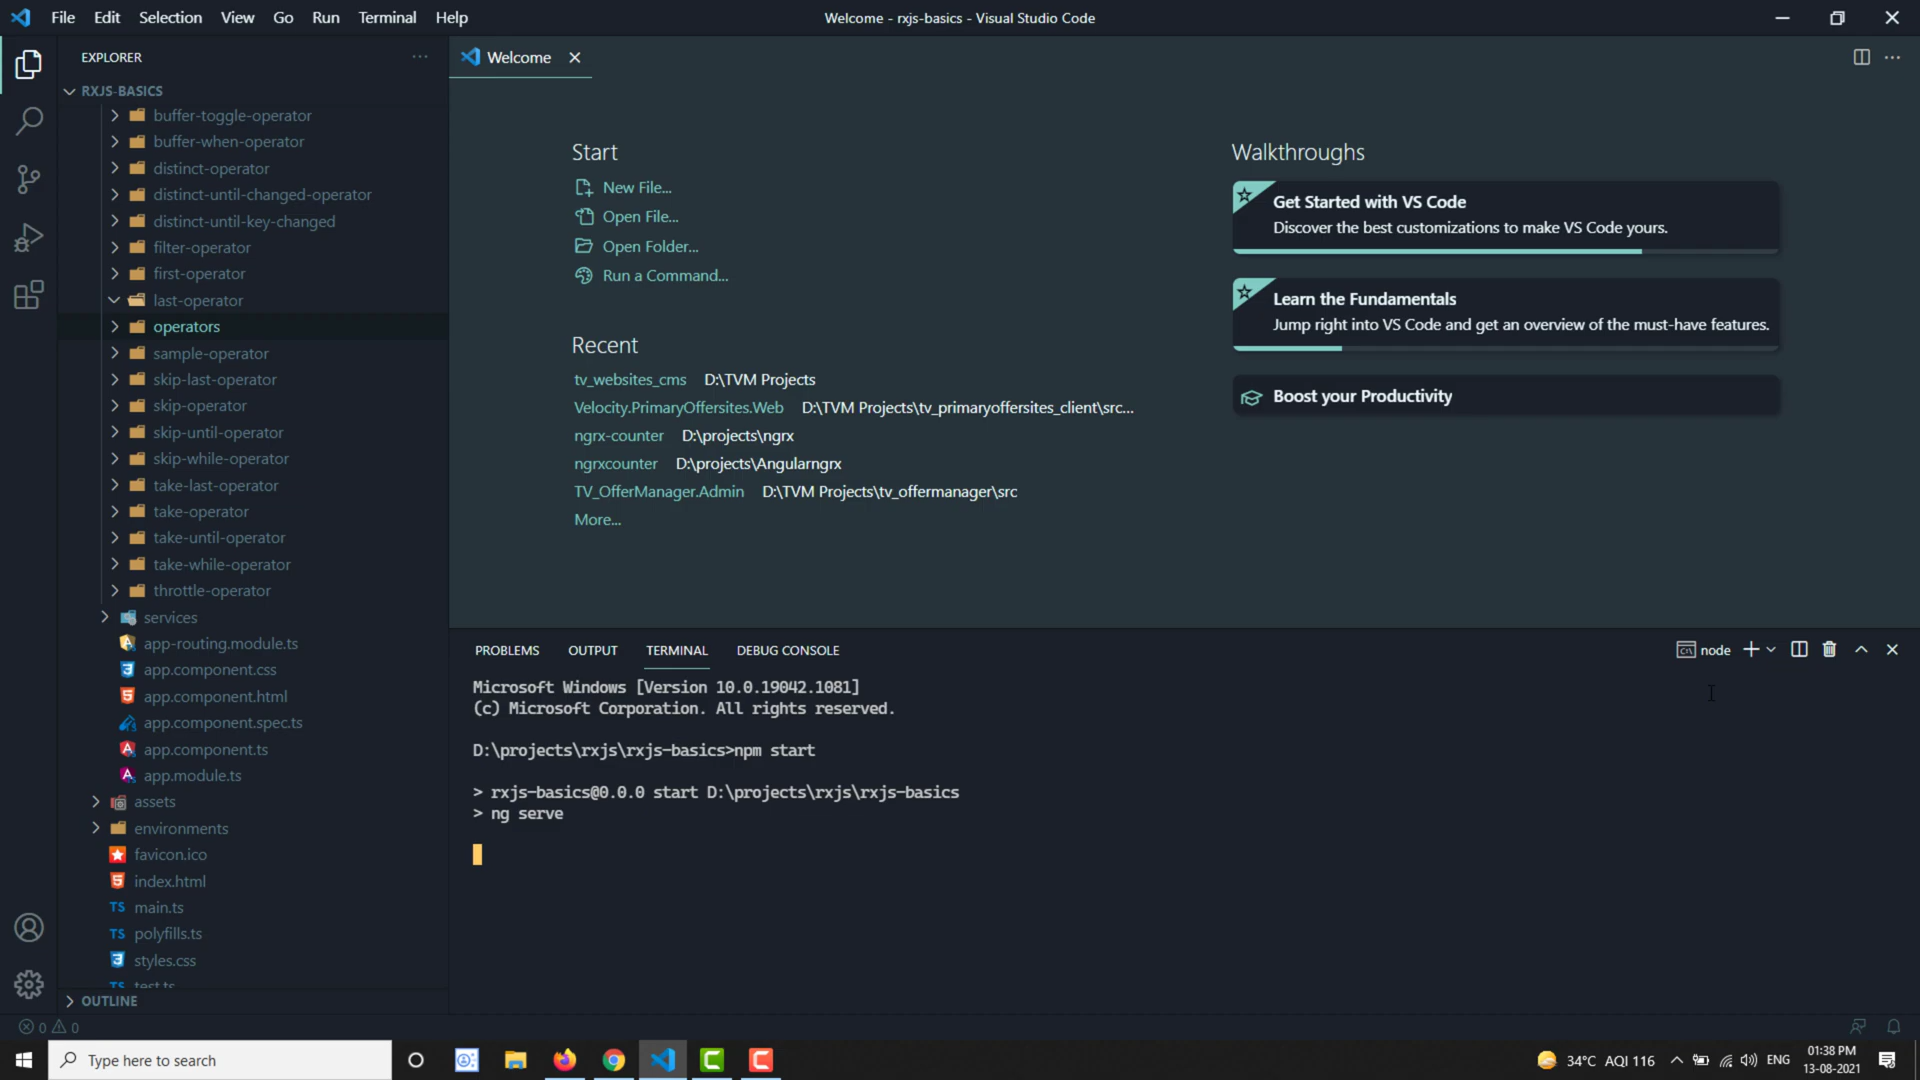 File Edit Selection View Go Run Terminal Help
Welcome - rxjs-basics - Visual Studio Code
EXPLORER
RXJS-BASICS
buffer-toggle-operator
buffer-when-operator
distinct-operator
distinct-until-changed-operator
distinct-until-key-changed
filter-operator
first-operator
last-operator
operators
sample-operator
skip-last-operator
skip-operator
skip-until-operator
skip-while-operator
take-last-operator
take-operator
take-until-operator
take-while-operator
throttle-operator
services
app-routing.module.ts
app.component.css
app.component.html
app.component.spec.ts
app.component.ts
app.module.ts
assets
environments
favicon.ico
index.html
TS main.ts
TS polyfills.ts
styles.css
TS test.ts
OUTLINE
Welcome
Start
New File...
Open File...
Open Folder...
Run a Command...
Recent
tv_websites_cms D:\TVM Projects
Velocity.PrimaryOffersites.Web D:\TVM Projects\tv_primaryoffersites_client\src...
ngrx-counter D:\projects\ngrx
ngrxcounter D:\projects\Angularngrx
TV_OfferManager.Admin D:\TVM Projects\tv_offermanager\src
More...
Walkthroughs
Get Started with VS Code
Discover the best customizations to make VS Code yours.
Learn the Fundamentals
Jump right into VS Code and get an overview of the must-have features.
Boost your Productivity
PROBLEMS OUTPUT TERMINAL DEBUG CONSOLE
node
Microsoft Windows [Version 10.0.19042.1081]
(c) Microsoft Corporation. All rights reserved.
D:\projects\rxjs\rxjs-basics>npm start
> rxjs-basics@0.0.0 start D:\projects\rxjs\rxjs-basics
> ng serve
0 0
Type here to search
34°C AQI 116
ENG
01:38 PM
13-08-2021